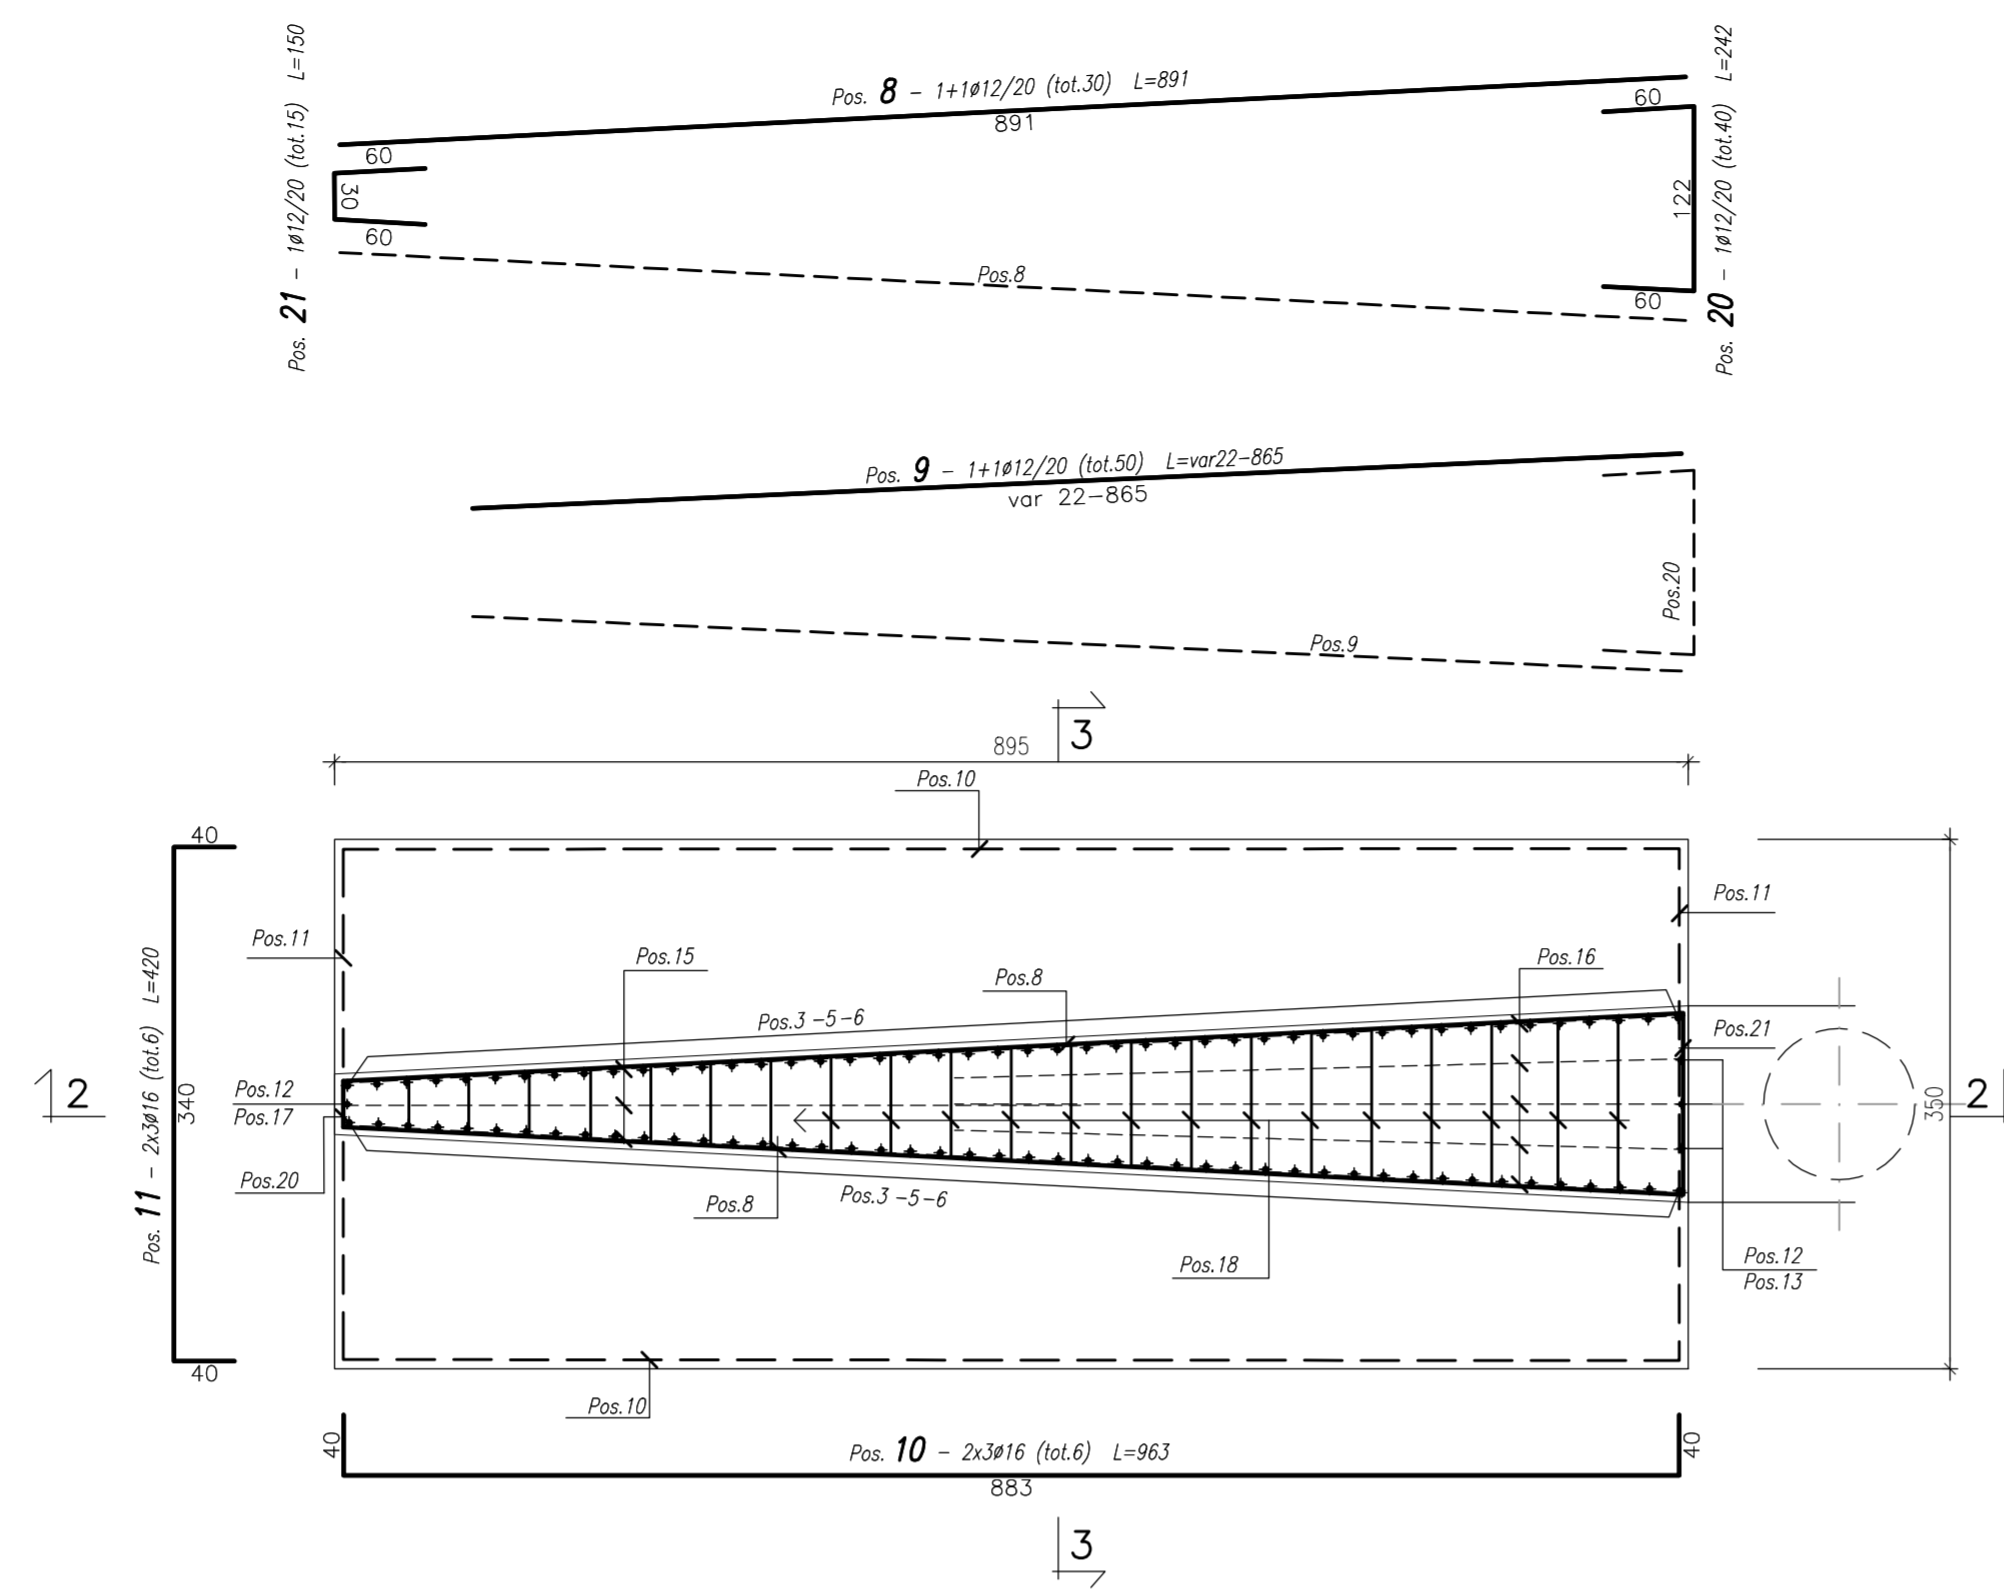 Pos. 21 - 1ø12/20 (tot.15) L=150
Pos. 8 - 1+1ø12/20 (tot.30) L=891
891
60
30
60
Pos.8
60
122
60
Pos. 20 - 1ø12/20 (tot.40) L=242
Pos. 9 - 1+1ø12/20 (tot.50) L=var22-865
var 22-865
Pos.20
Pos.9
3
895
Pos.10
40
Pos. 11 - 2x3ø16 (tot.6) L=420
340
40
Pos.11
Pos.11
Pos.15
Pos.8
Pos.16
Pos.3 -5-6
Pos.21
2
Pos.12
Pos.17
350
2
Pos.20
Pos.8
Pos.3 -5-6
Pos.18
Pos.12
Pos.13
Pos.10
40
Pos. 10 - 2x3ø16 (tot.6) L=963
40
883
3